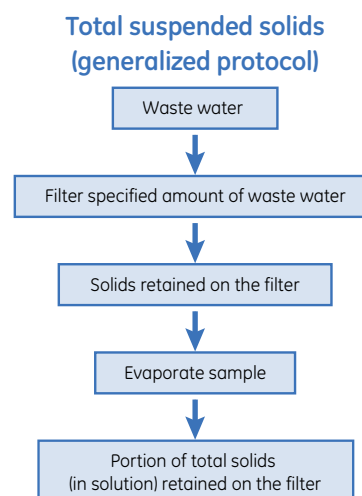 Total suspended solids
(generalized protocol)
Waste water
Filter specified amount of waste water
Solids retained on the filter
Evaporate sample
Portion of total solids
(in solution) retained on the filter